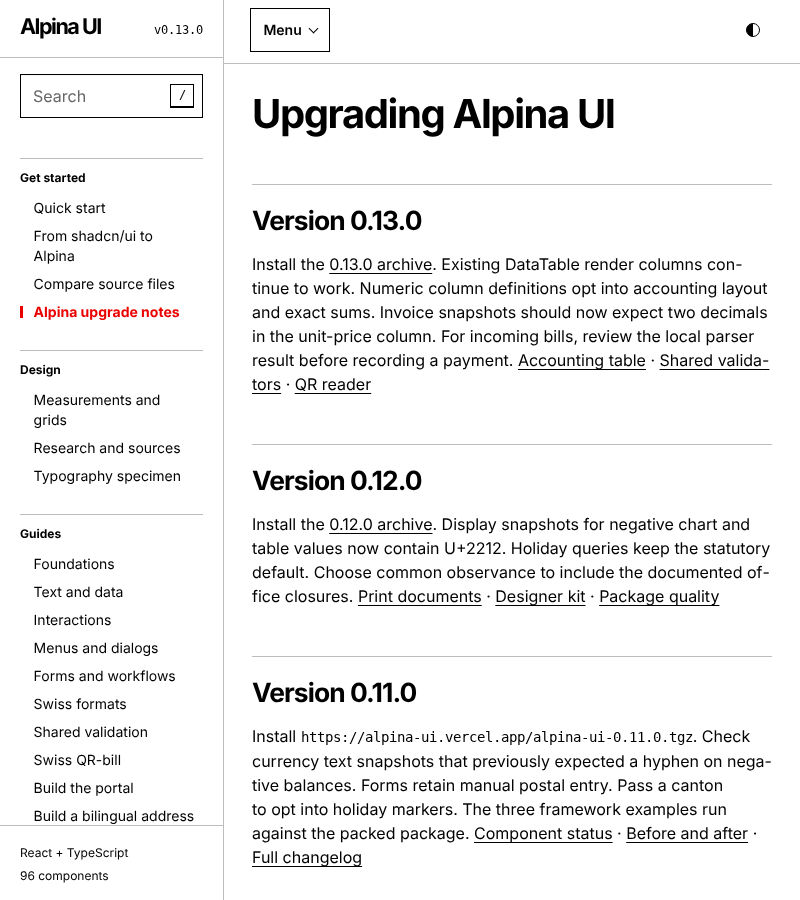 Alpina UI
v0.13.0
Search
/
Get started
Quick start
From shadcn/ui to
Alpina
Compare source files
Alpina upgrade notes
Design
Measurements and
grids
Research and sources
Typography specimen
Guides
Foundations
Text and data
Interactions
Menus and dialogs
Forms and workflows
Swiss formats
Shared validation
Swiss QR-bill
Build the portal
Build a bilingual address
React + TypeScript
96 components
Menu
Upgrading Alpina UI
Version 0.13.0
Install the 0.13.0 archive. Existing DataTable render columns con-
tinue to work. Numeric column definitions opt into accounting layout
and exact sums. Invoice snapshots should now expect two decimals
in the unit-price column. For incoming bills, review the local parser
result before recording a payment. Accounting table · Shared valida-
tors · QR reader
Version 0.12.0
Install the 0.12.0 archive. Display snapshots for negative chart and
table values now contain U+2212. Holiday queries keep the statutory
default. Choose common observance to include the documented of-
fice closures. Print documents · Designer kit · Package quality
Version 0.11.0
Install https://alpina-ui.vercel.app/alpina-ui-0.11.0.tgz. Check
currency text snapshots that previously expected a hyphen on nega-
tive balances. Forms retain manual postal entry. Pass a canton
to opt into holiday markers. The three framework examples run
against the packed package. Component status · Before and after ·
Full changelog